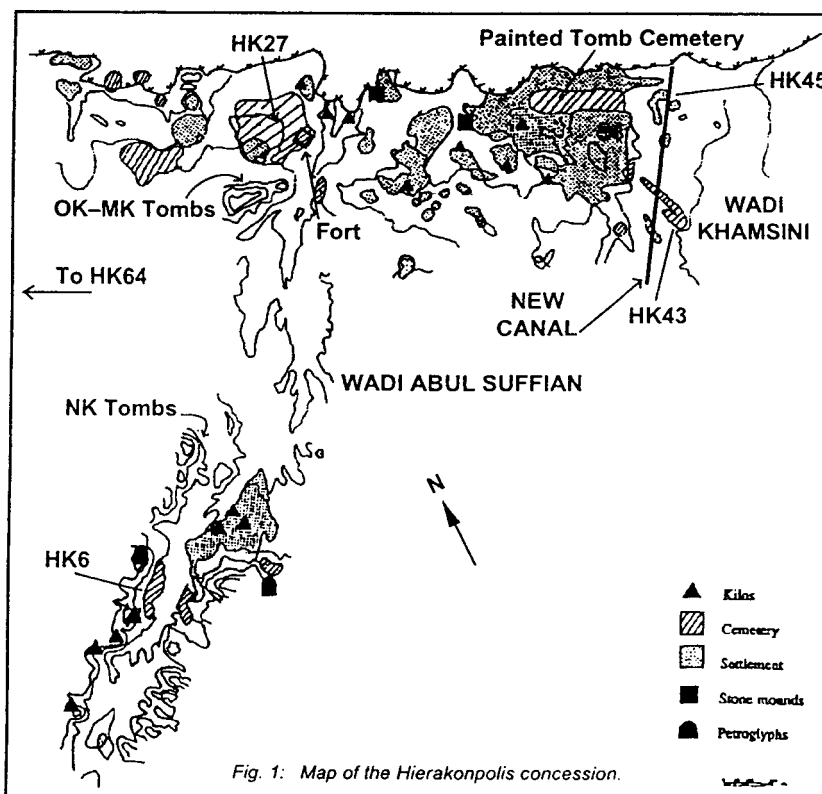 HK27
Painted Tomb Cemetery
HK45
OK–MK Tombs
Fort
WADI
KHAMSINI
To HK64
NEW
CANAL
HK43
WADI ABUL SUFFIAN
NK Tombs
N
HK6
Kilns
Cemetery
Settlement
Stone mounds
Petroglyphs
Fig. 1: Map of the Hierakonpolis concession.